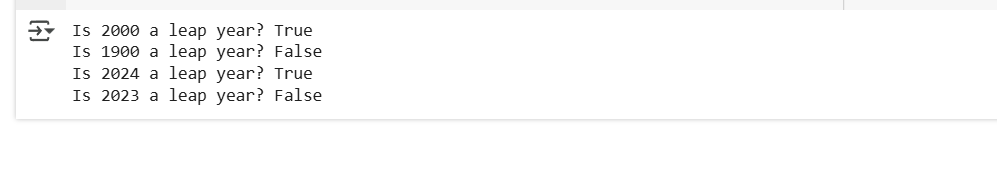 Is 2000 a leap year? True
Is 1900 a leap year? False
Is 2024 a leap year? True
Is 2023 a leap year? False